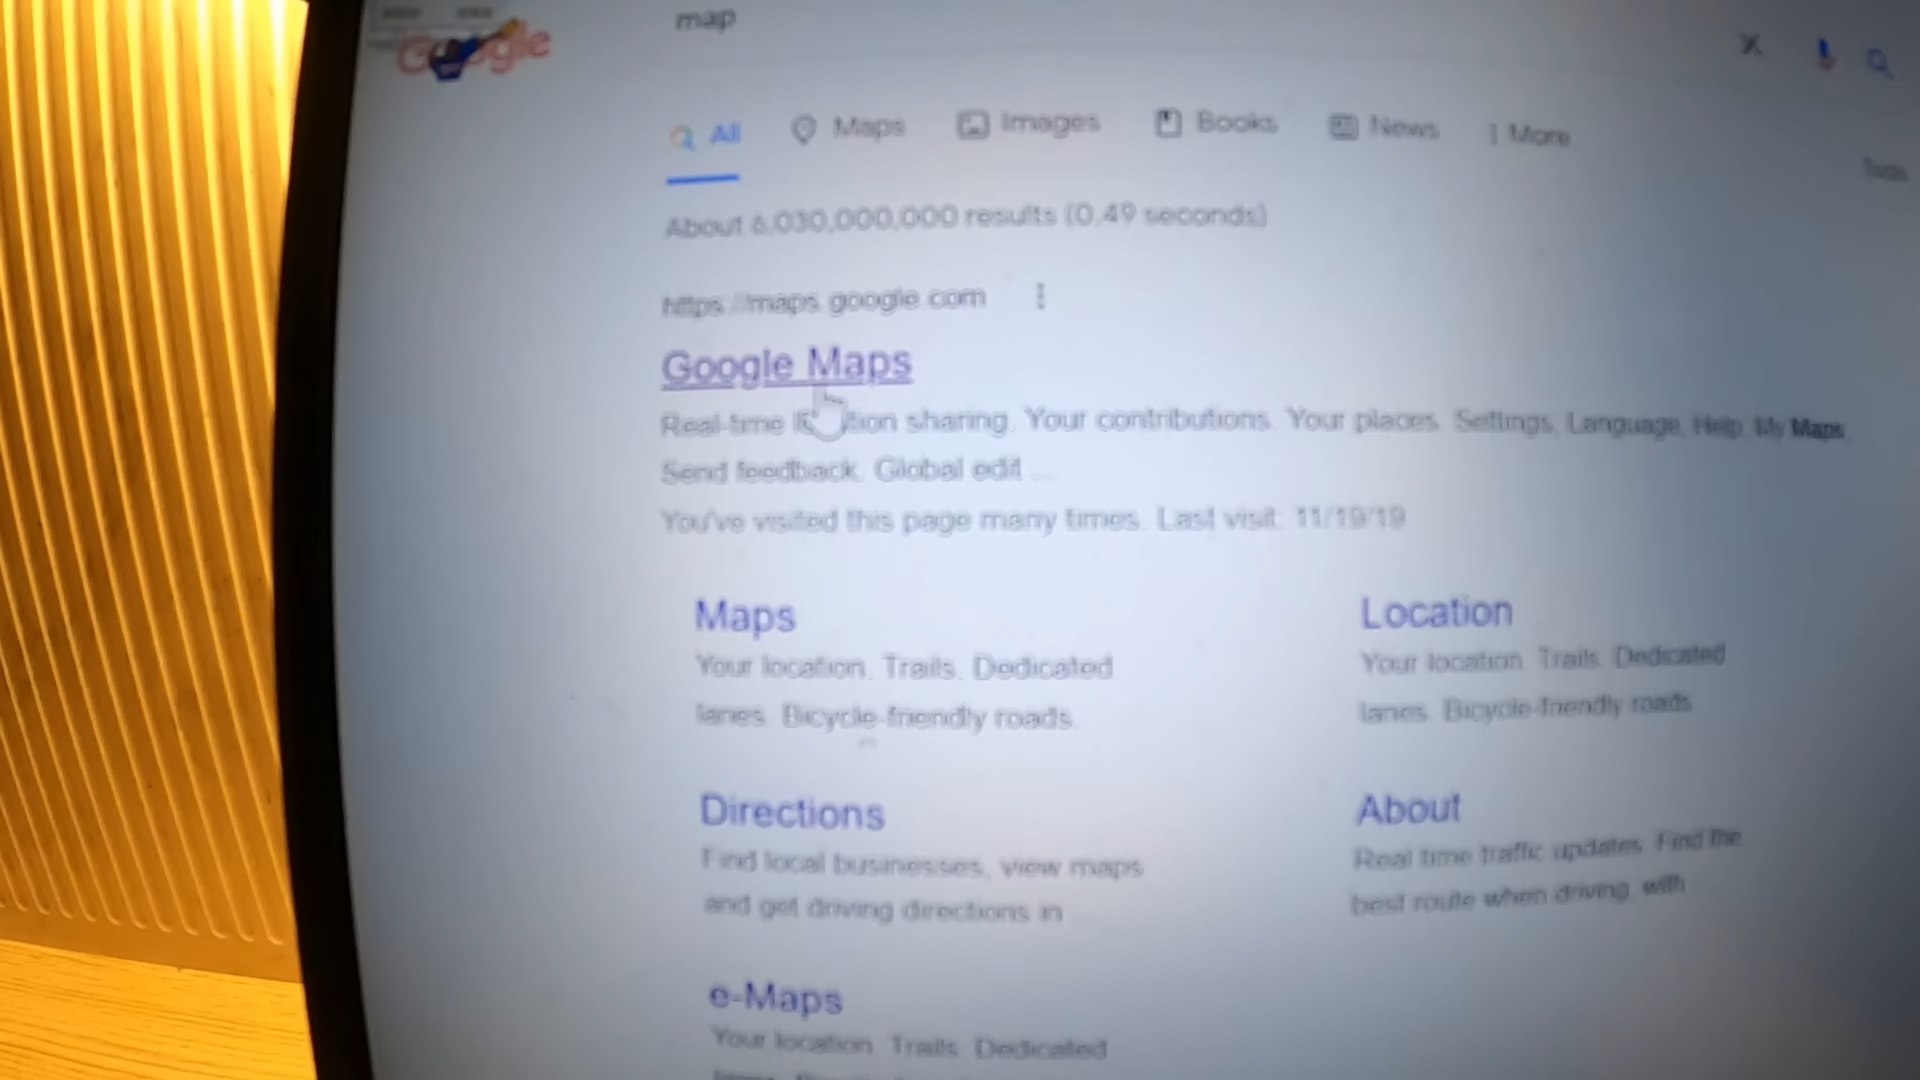 Google
map
All Maps Images Books News More
Tools
About 6,030,000,000 results (0.49 seconds)
https://maps.google.com
Google Maps
Real-time location sharing. Your contributions. Your places. Settings. Language. Help. My Maps.
Send feedback. Global edit ...
You've visited this page many times. Last visit: 11/19/19
Maps
Your location. Trails. Dedicated
lanes. Bicycle-friendly roads.
Location
Your location. Trails. Dedicated
lanes. Bicycle-friendly roads.
Directions
Find local businesses, view maps
and get driving directions in
About
Real time traffic updates. Find the
best route when driving, with
e-Maps
Your location. Trails. Dedicated